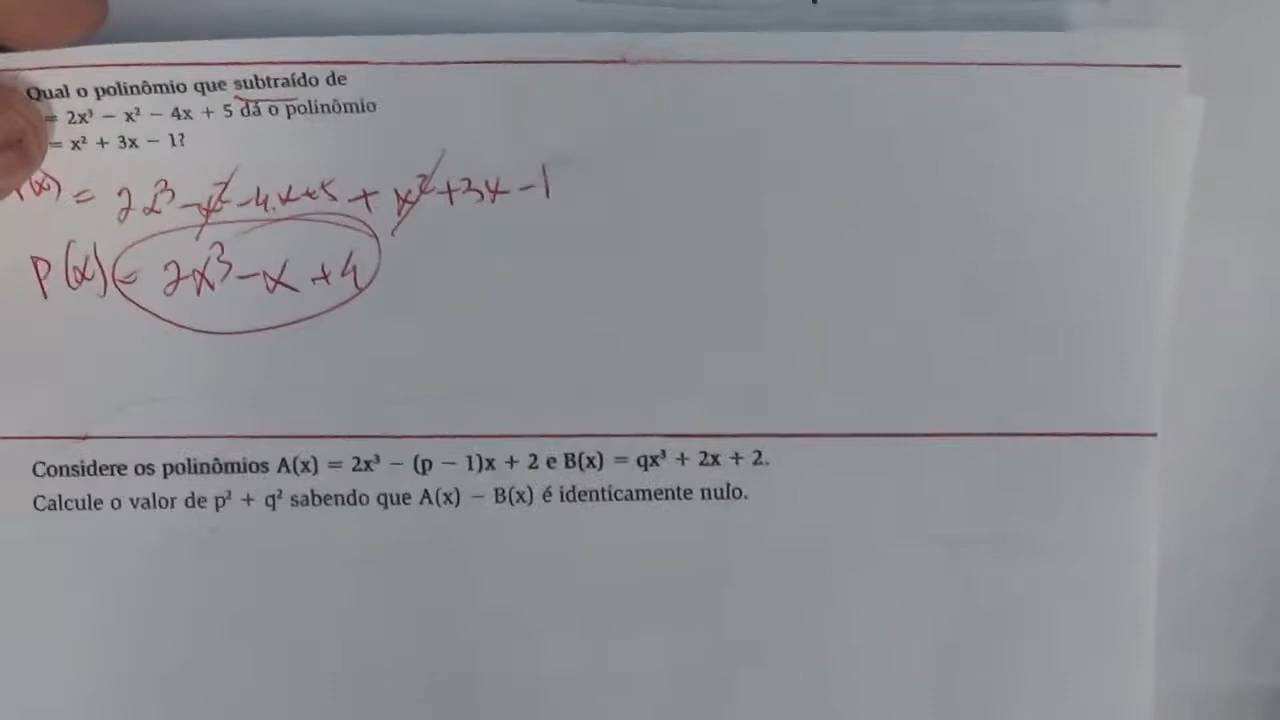 Qual o polinômio que subtraído de
= 2x³ − x² − 4x + 5 dá o polinômio
= x² + 3x − 1?
(x) = 2x³ - x² - 4x + 5 + x² + 3x - 1
P(x) = 2x³ - x + 4
Considere os polinômios A(x) = 2x³ − (p − 1)x + 2 e B(x) = qx³ + 2x + 2.
Calcule o valor de p² + q² sabendo que A(x) − B(x) é identicamente nulo.